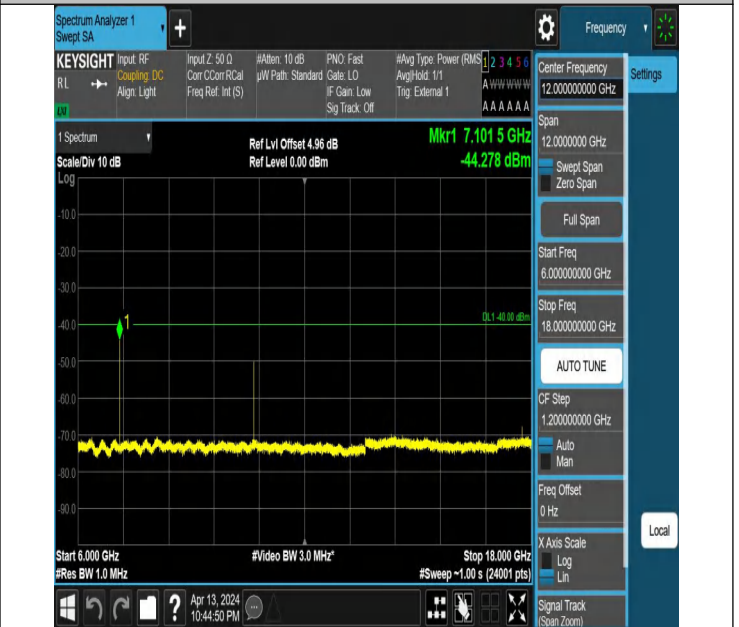 Spectrum Analyzer 1
Swept SA
+
Frequency
KEYSIGHT
RL
LXI
Input: RF
Coupling: DC
Align: Light
Input Z: 50 Ω
Corr CCorr RCal
Freq Ref: Int (S)
#Atten: 10 dB
µW Path: Standard
PNO: Fast
Gate: Off
IF Gain: Low
Sig Track: Off
#Avg Type: Power (RMS
Avg|Hold: 1/1
Trig: External 1
1 2 3 4 5 6
A W W W W W
A A A A A A
1 Spectrum
Scale/Div 10 dB
Log
Ref Lvl Offset 4.96 dB
Ref Level 0.00 dBm
Mkr1 7.101 5 GHz
-44.278 dBm
-10.0
-20.0
-30.0
-40.0
-50.0
-60.0
-70.0
-80.0
-90.0
1
DL1 -40.00 dBm
Start 6.000 GHz
#Res BW 1.0 MHz
#Video BW 3.0 MHz*
Stop 18.000 GHz
#Sweep ~1.00 s (24001 pts)
?
Apr 13, 2024
10:44:50 PM
Center Frequency
12.000000000 GHz
Span
12.0000000 GHz
Swept Span
Zero Span
Full Span
Start Freq
6.000000000 GHz
Stop Freq
18.000000000 GHz
AUTO TUNE
CF Step
1.200000000 GHz
Auto
Man
Freq Offset
0 Hz
X Axis Scale
Log
Lin
Signal Track
(Span Zoom)
Settings
Local